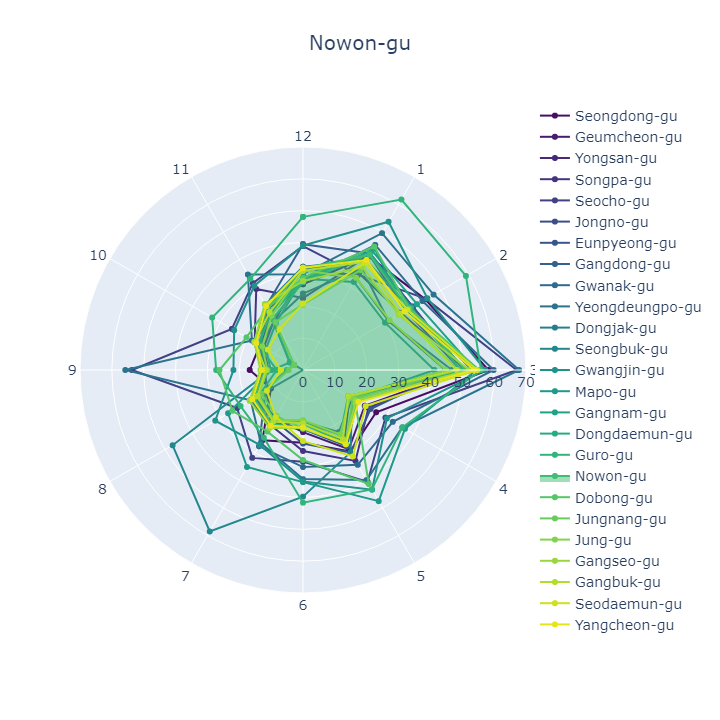 Nowon-gu
12
11
1
10
2
9
0 10 20 30 40 50 60 70
3
8
4
7
5
6
Seongdong-gu
Geumcheon-gu
Yongsan-gu
Songpa-gu
Seocho-gu
Jongno-gu
Eunpyeong-gu
Gangdong-gu
Gwanak-gu
Yeongdeungpo-gu
Dongjak-gu
Seongbuk-gu
Gwangjin-gu
Mapo-gu
Gangnam-gu
Dongdaemun-gu
Guro-gu
Nowon-gu
Dobong-gu
Jungnang-gu
Jung-gu
Gangseo-gu
Gangbuk-gu
Seodaemun-gu
Yangcheon-gu